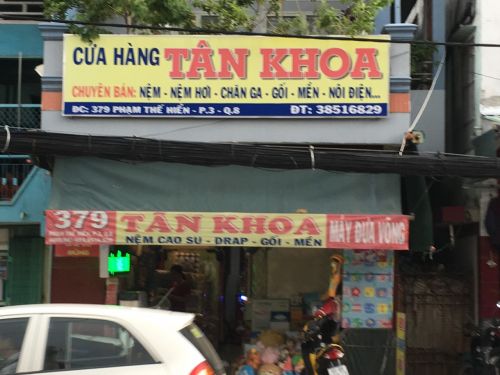 CỬA HÀNG TÂN KHOA
CHUYÊN BÁN: NỆM - NỆM HƠI - CHĂN GA - GỐI - MỀN - NÔI ĐIỆN...
ĐC: 379 PHẠM THẾ HIỂN - P.3 - Q.8 ĐT: 38516829
379 TÂN KHOA MÁY ĐƯA VÕNG
NỆM CAO SU - DRAP - GỐI - MỀN